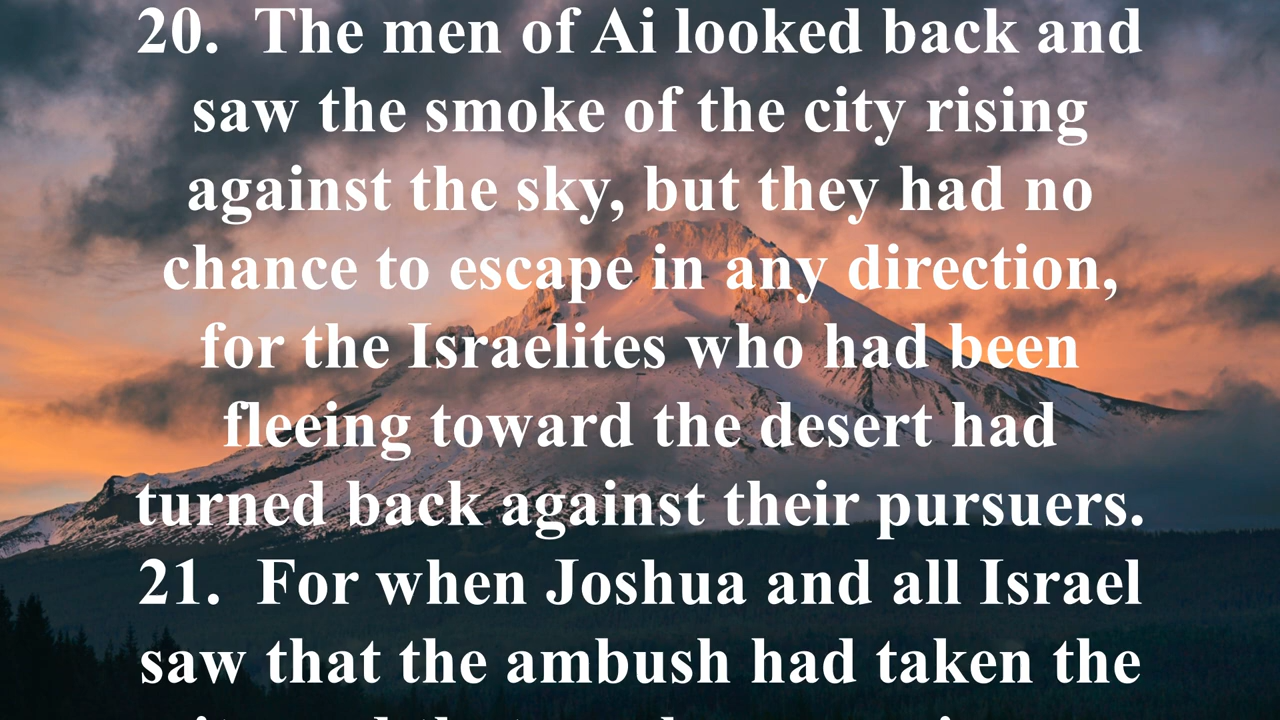 20.  The men of Ai looked back and
saw the smoke of the city rising
against the sky, but they had no
chance to escape in any direction,
for the Israelites who had been
fleeing toward the desert had
turned back against their pursuers.
21.  For when Joshua and all Israel
saw that the ambush had taken the